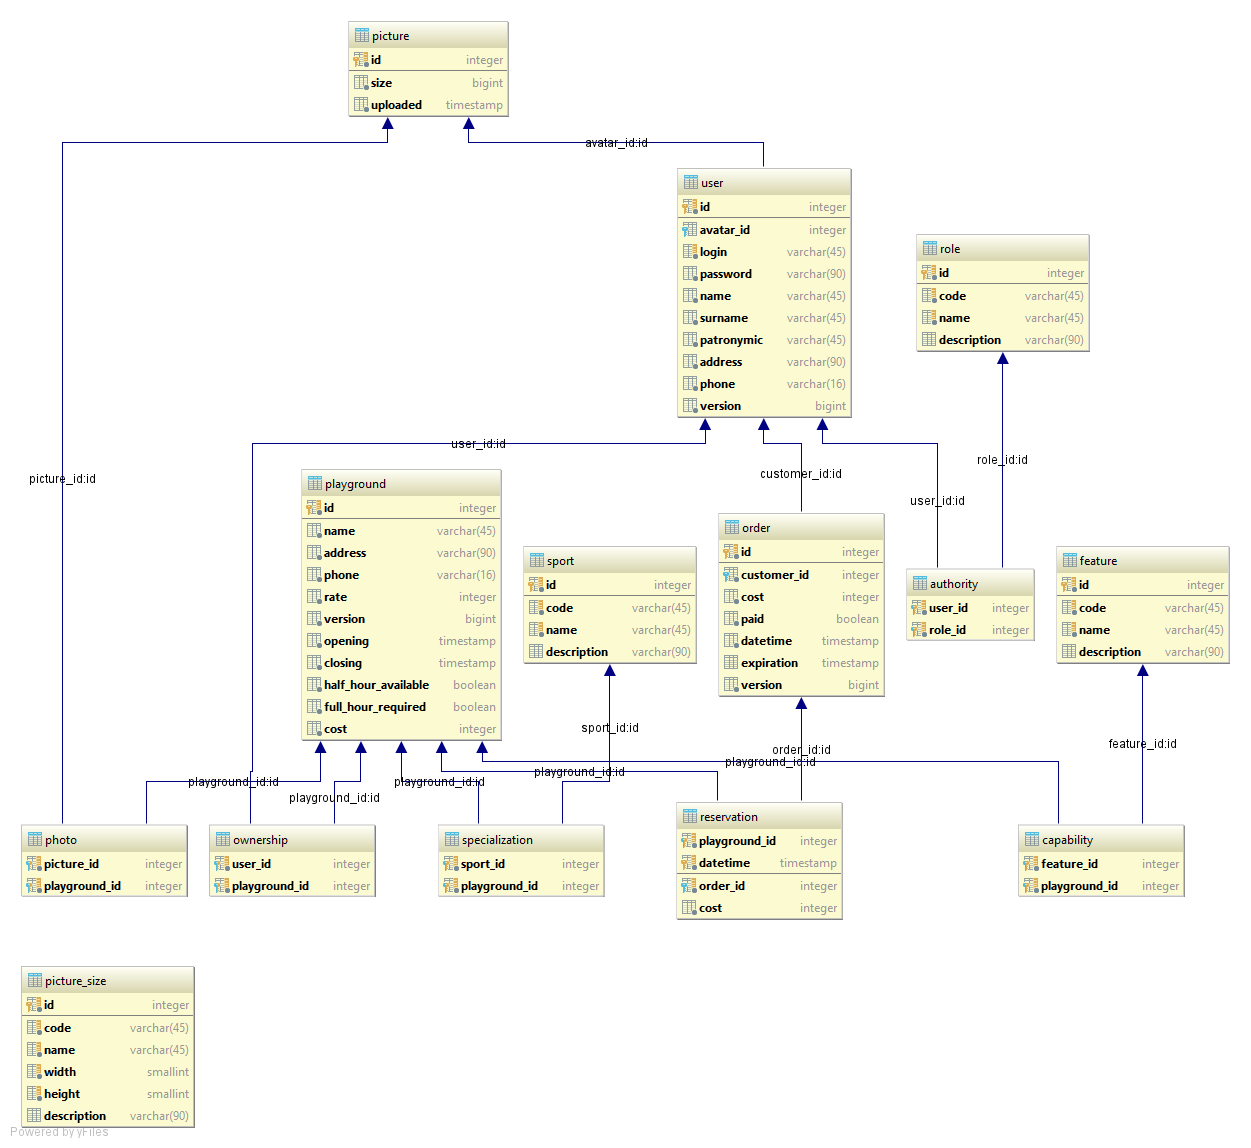 picture
id integer
size bigint
uploaded timestamp
avatar_id:id
user
id integer
avatar_id integer
login varchar(45)
password varchar(90)
name varchar(45)
surname varchar(45)
patronymic varchar(45)
address varchar(90)
phone varchar(16)
version bigint
role
id integer
code varchar(45)
name varchar(45)
description varchar(90)
user_id:id
picture_id:id
customer_id:id
role_id:id
user_id:id
playground
id integer
name varchar(45)
address varchar(90)
phone varchar(16)
rate integer
version bigint
opening timestamp
closing timestamp
half_hour_available boolean
full_hour_required boolean
cost integer
sport
id integer
code varchar(45)
name varchar(45)
description varchar(90)
order
id integer
customer_id integer
cost integer
paid boolean
datetime timestamp
expiration timestamp
version bigint
authority
user_id integer
role_id integer
feature
id integer
code varchar(45)
name varchar(45)
description varchar(90)
sport_id:id
order_id:id
feature_id:id
playground_id:id
playground_id:id
playground_id:id
playground_id:id
playground_id:id
photo
picture_id integer
playground_id integer
ownership
user_id integer
playground_id integer
specialization
sport_id integer
playground_id integer
reservation
playground_id integer
datetime timestamp
order_id integer
cost integer
capability
feature_id integer
playground_id integer
picture_size
id integer
code varchar(45)
name varchar(45)
width smallint
height smallint
description varchar(90)
Powered by yFiles